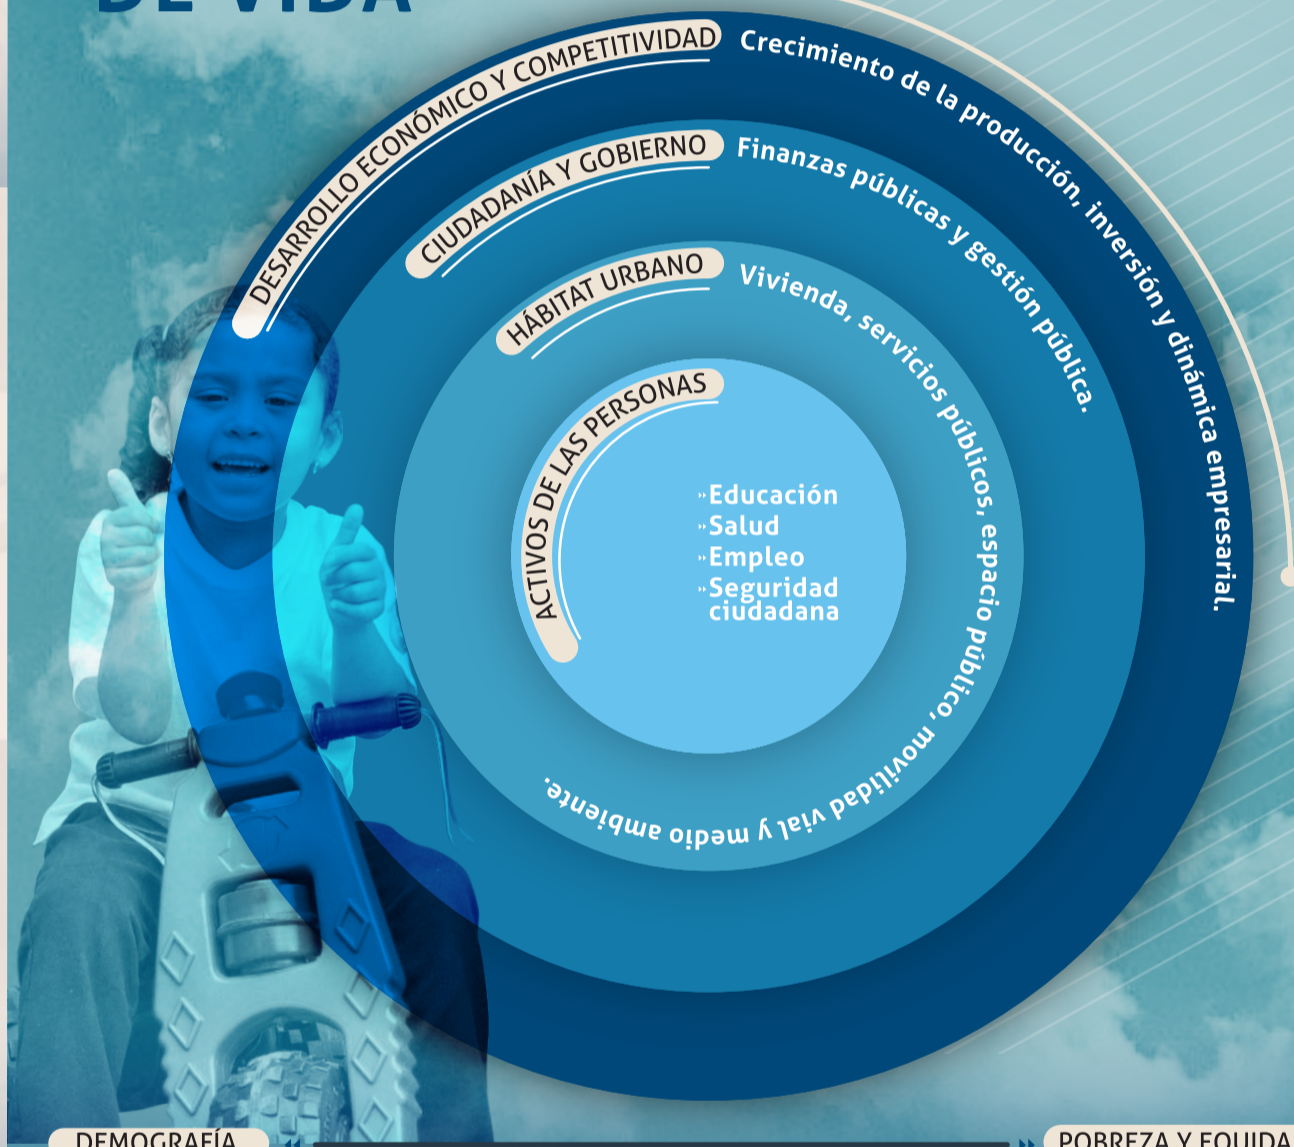 DE VIDA
DESARROLLO ECONÓMICO Y COMPETITIVIDAD
Crecimiento de la producción, inversión y dinámica empresarial.
CIUDADANÍA Y GOBIERNO
Finanzas públicas y gestión pública.
HÁBITAT URBANO
Vivienda, servicios públicos, espacio público, movilidad vial y medio ambiente.
ACTIVOS DE LAS PERSONAS
Educación
Salud
Empleo
Seguridad
ciudadana
DEMOGRAFÍA
POBREZA Y EQUIDA